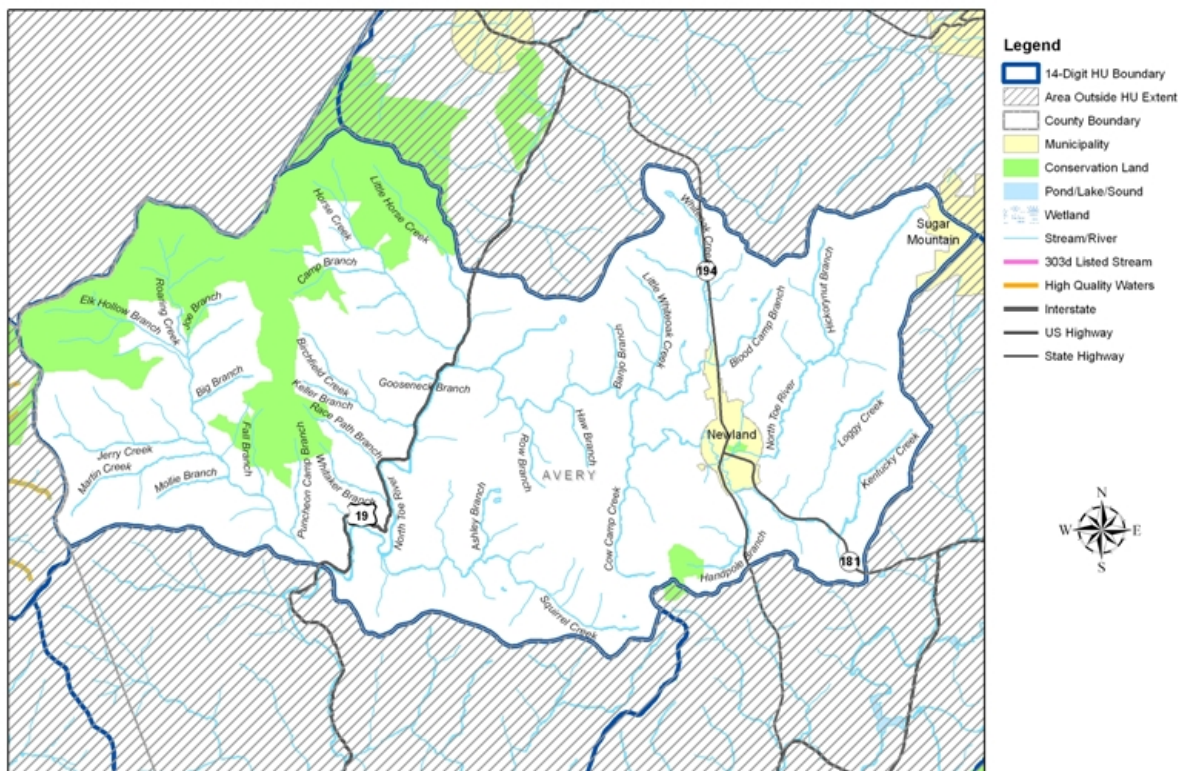 Legend
14-Digit HU Boundary
Area Outside HU Extent
County Boundary
Municipality
Conservation Land
Pond/Lake/Sound
Wetland
Stream/River
303d Listed Stream
High Quality Waters
Interstate
US Highway
State Highway
Horse Creek
Little Horse Creek
Camp Branch
Whiteoak Creek
Sugar
Mountain
194
Elk Hollow Branch
Roaring Creek
Joe Branch
Little Whiteoak Creek
Blood Camp Branch
Hickorynut Branch
Banjo Branch
Birchfield Creek
Big Branch
Keller Branch
Gooseneck Branch
Race Path Branch
Fall Branch
Puncheon Camp Branch
Whitaker Branch
Jerry Creek
Martin Creek
Mollie Branch
19
North Toe River
Ashley Branch
Row Branch
Haw Branch
AVERY
Cow Camp Creek
Newland
North Toe River
Loggy Creek
Kentucky Creek
181
Handpole Branch
Squirrel Creek
N
W
E
S